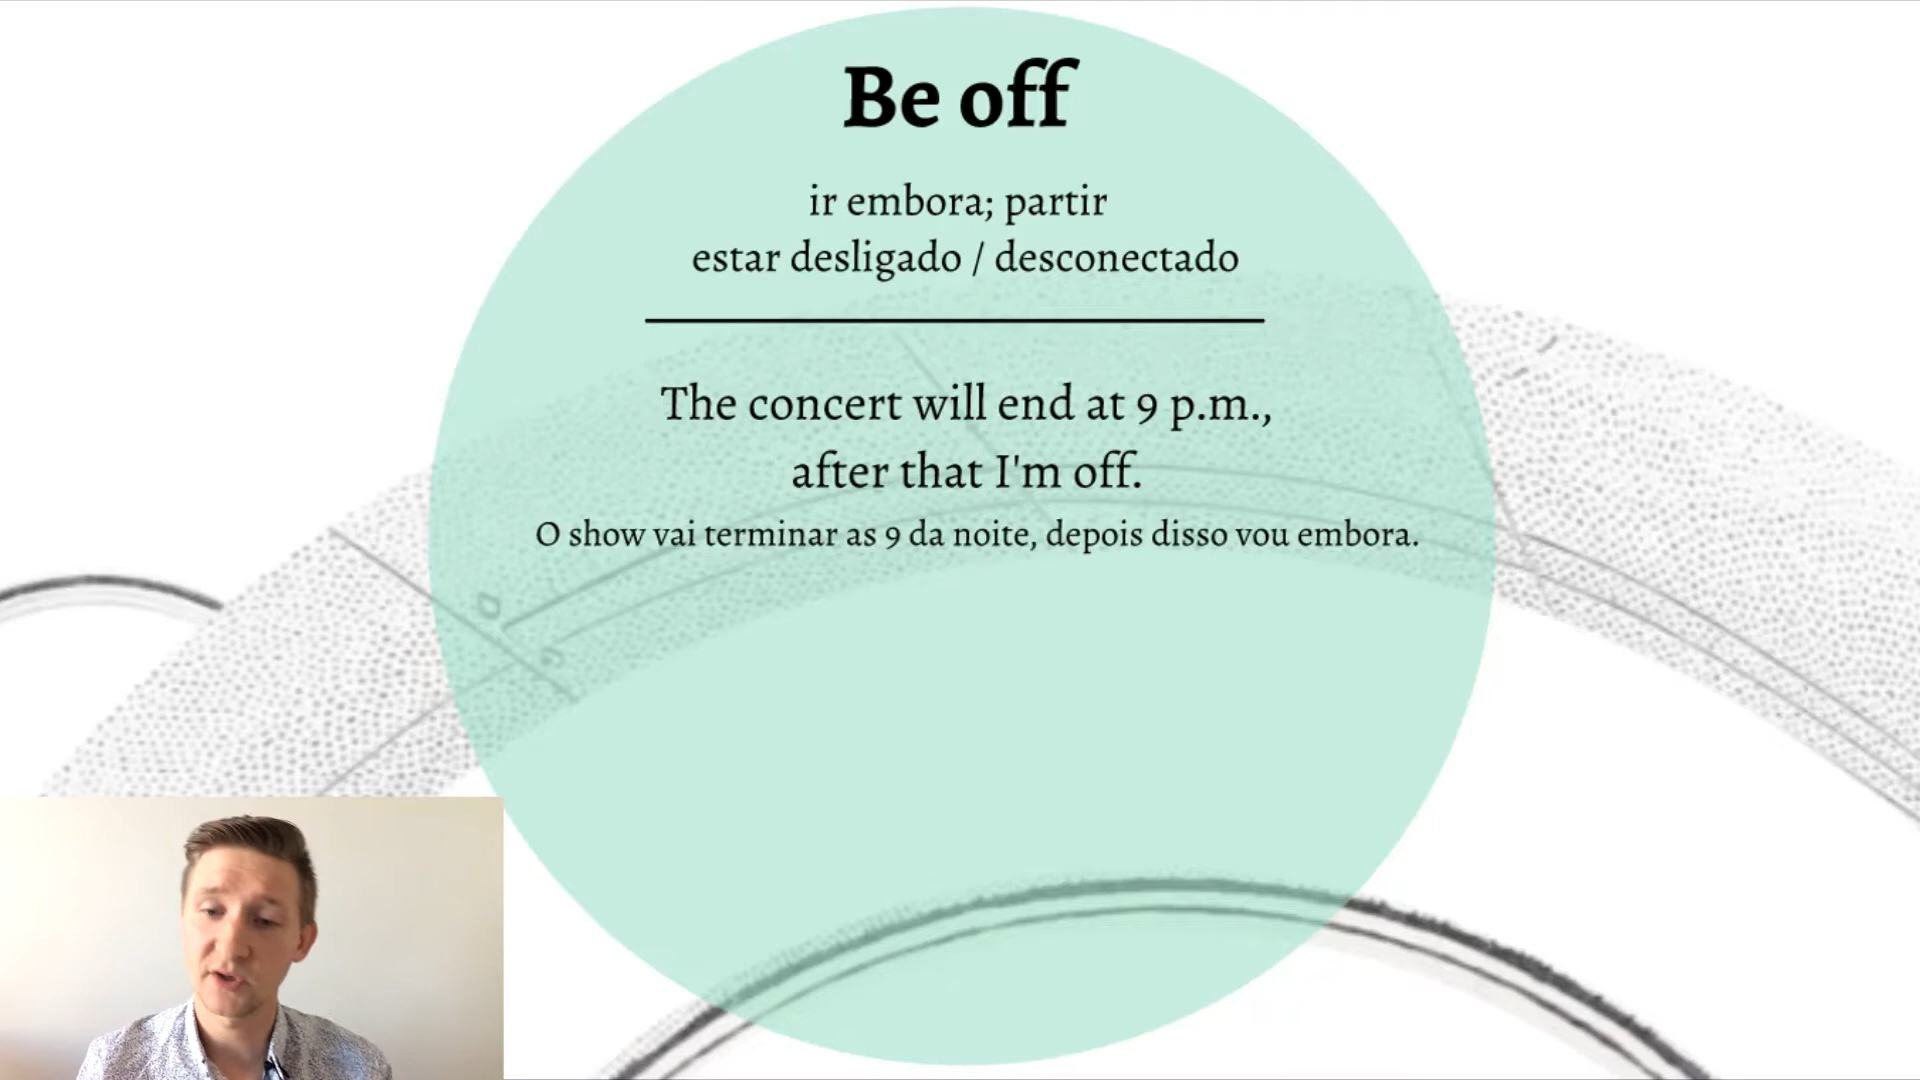 Be off
ir embora; partir
estar desligado / desconectado
The concert will end at 9 p.m.,
after that I'm off.
O show vai terminar as 9 da noite, depois disso vou embora.